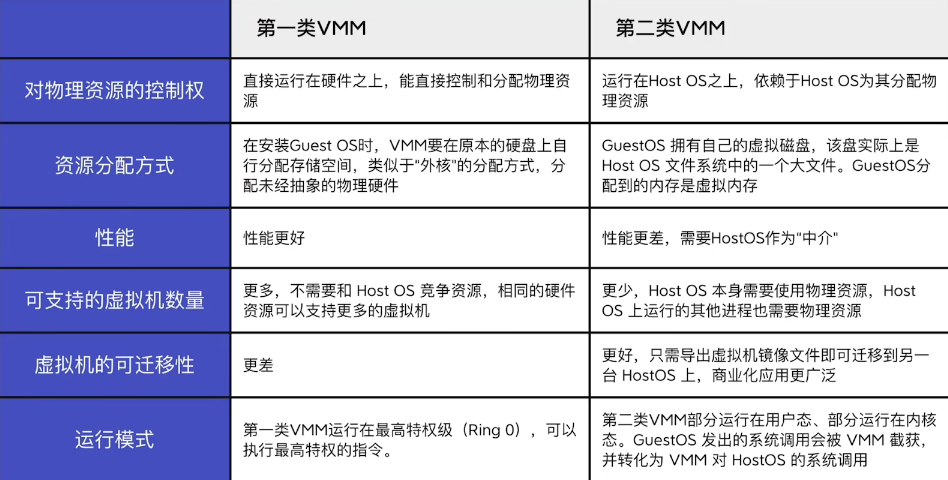 第一类VMM
第二类VMM
对物理资源的控制权
直接运行在硬件之上，能直接控制和分配物理资
源
运行在Host OS之上，依赖于Host OS为其分配物
理资源
资源分配方式
在安装Guest OS时，VMM要在原本的硬盘上自
行分配存储空间，类似于“外核”的分配方式，分
配未经抽象的物理硬件
GuestOS 拥有自己的虚拟磁盘，该盘实际上是
Host OS 文件系统中的一个大文件。GuestOS分
配到的内存是虚拟内存
性能
性能更好
性能更差，需要HostOS作为“中介”
可支持的虚拟机数量
更多，不需要和 Host OS 竞争资源，相同的硬件
资源可以支持更多的虚拟机
更少，Host OS 本身需要使用物理资源，Host
OS 上运行的其他进程也需要物理资源
虚拟机的可迁移性
更差
更好，只需导出虚拟机镜像文件即可迁移到另一
台 HostOS 上，商业化应用更广泛
运行模式
第一类VMM运行在最高特权级（Ring 0），可以
执行最高特权的指令。
第二类VMM部分运行在用户态、部分运行在内核
态。GuestOS 发出的系统调用会被 VMM 截获，
并转化为 VMM 对 HostOS 的系统调用